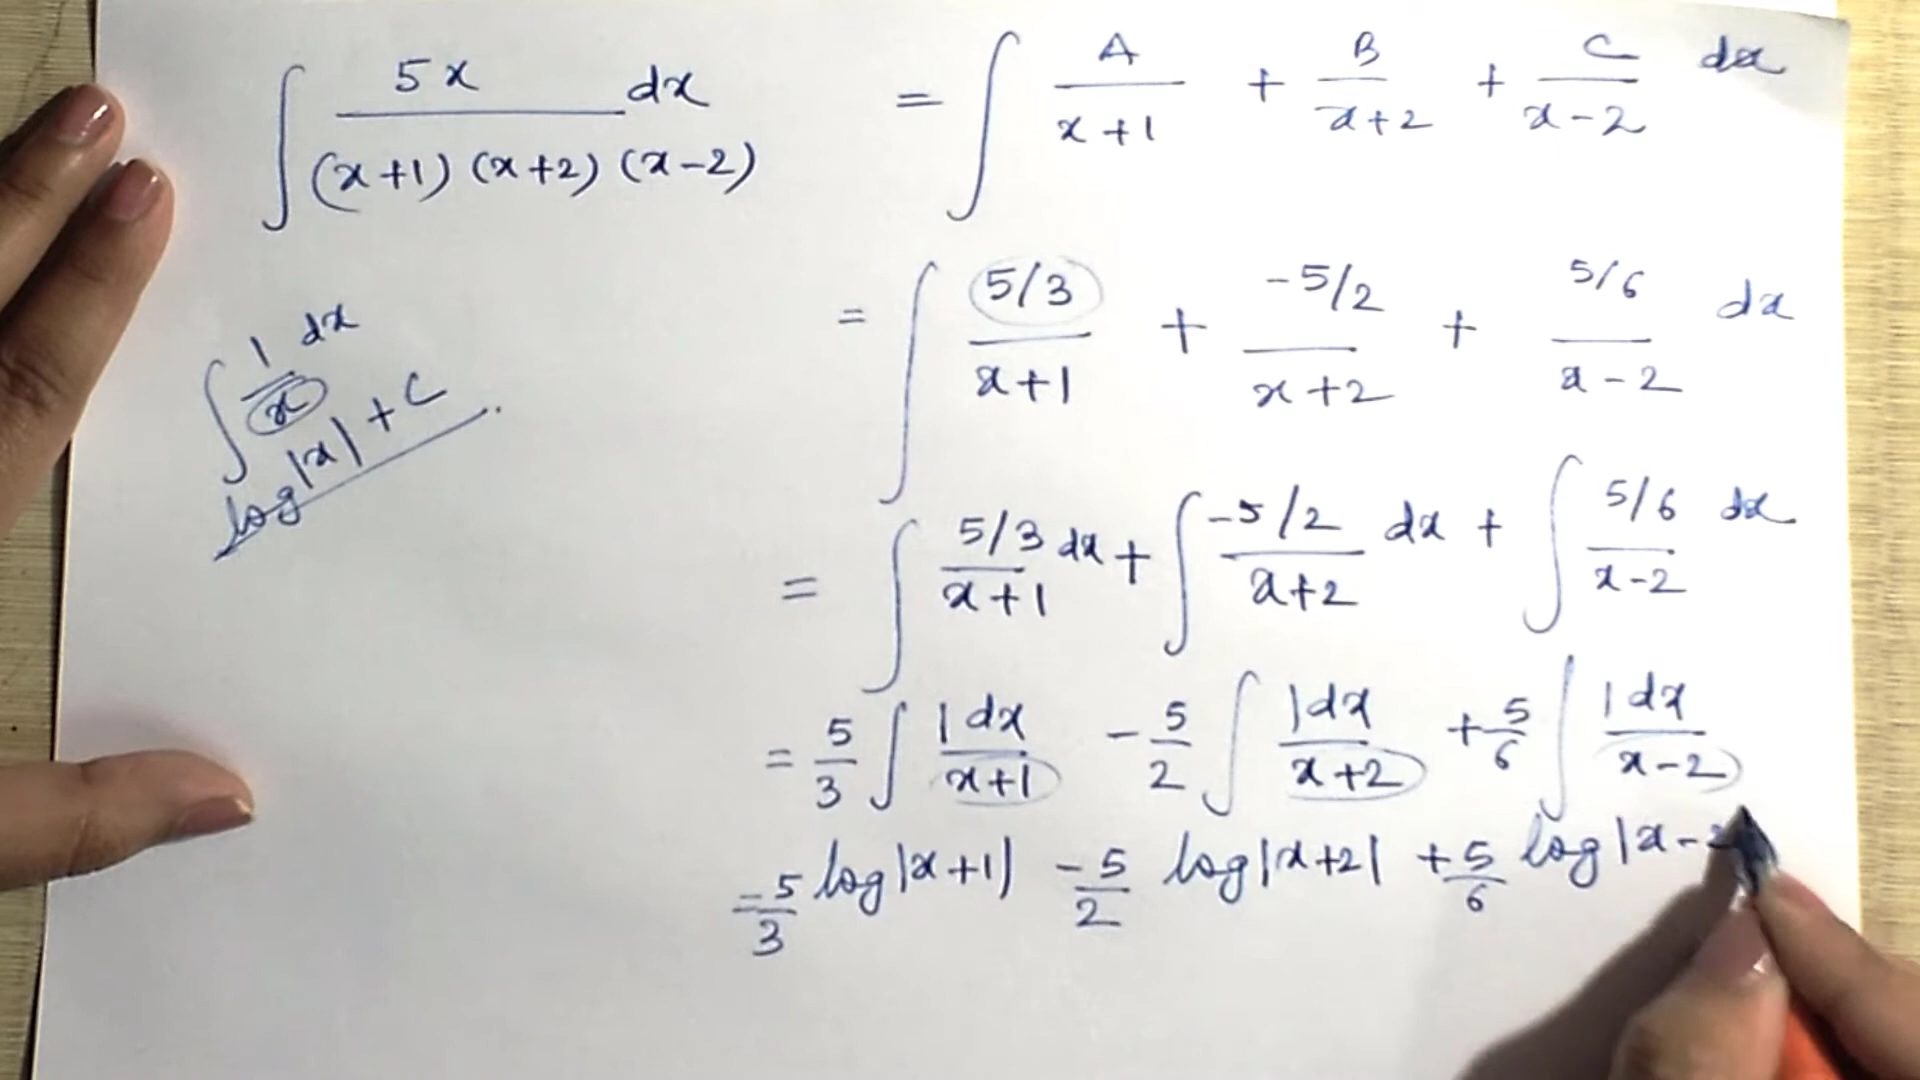 ∫ 5x / (x+1) (x+2) (x-2) dx = ∫ A / x+1 + B / x+2 + C / x-2 dx
= ∫ 5/3 / x+1 + -5/2 / x+2 + 5/6 / x-2 dx
∫ 1 / x dx
log|x| + C
= ∫ 5/3 / x+1 dx + ∫ -5/2 / x+2 dx + ∫ 5/6 / x-2 dx
= 5/3 ∫ 1dx / x+1 - 5/2 ∫ 1dx / x+2 + 5/6 ∫ 1dx / x-2
= 5/3 log|x+1| - 5/2 log|x+2| + 5/6 log|x-